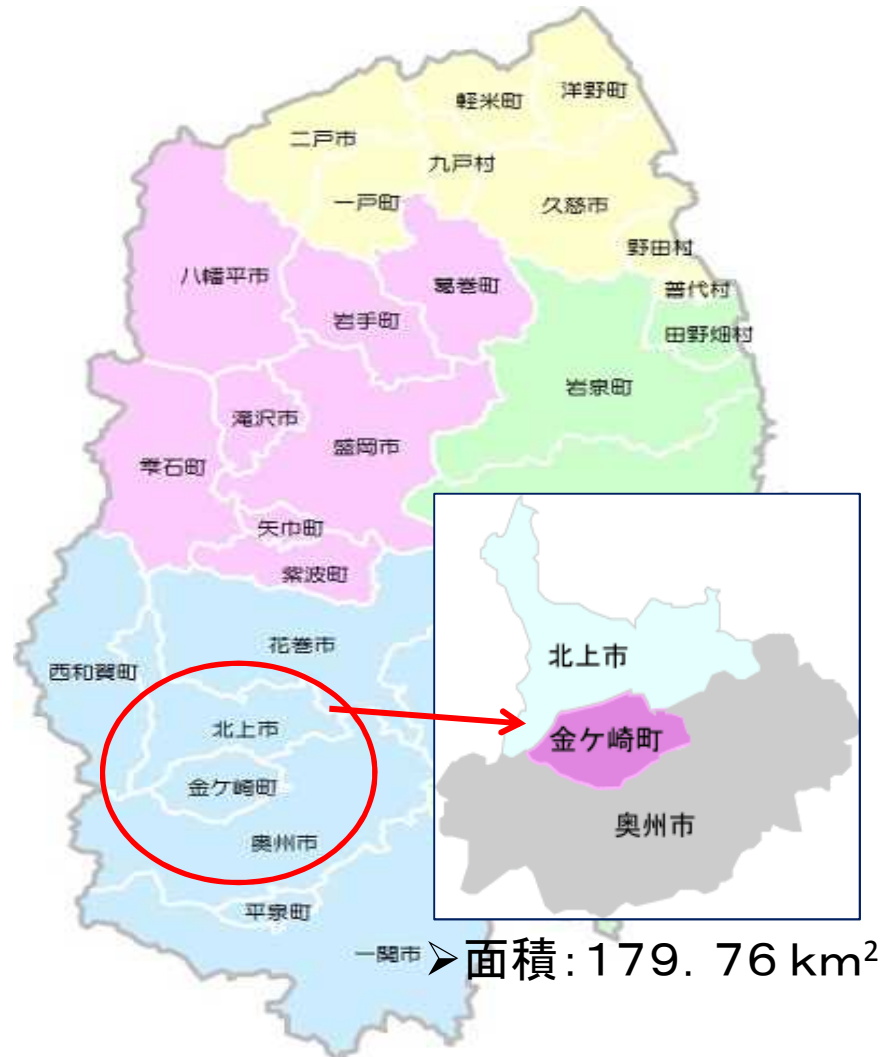 洋野町
軽米町
二戸市
九戸村
一戸町
久慈市
野田村
八幡平市
葛巻町
普代村
岩手町
田野畑村
岩泉町
滝沢市
盛岡市
雫石町
矢巾町
紫波町
花巻市
西和賀町
北上市
金ケ崎町
奥州市
平泉町
一関市
北上市
金ケ崎町
奥州市
➢面積:179.76km²